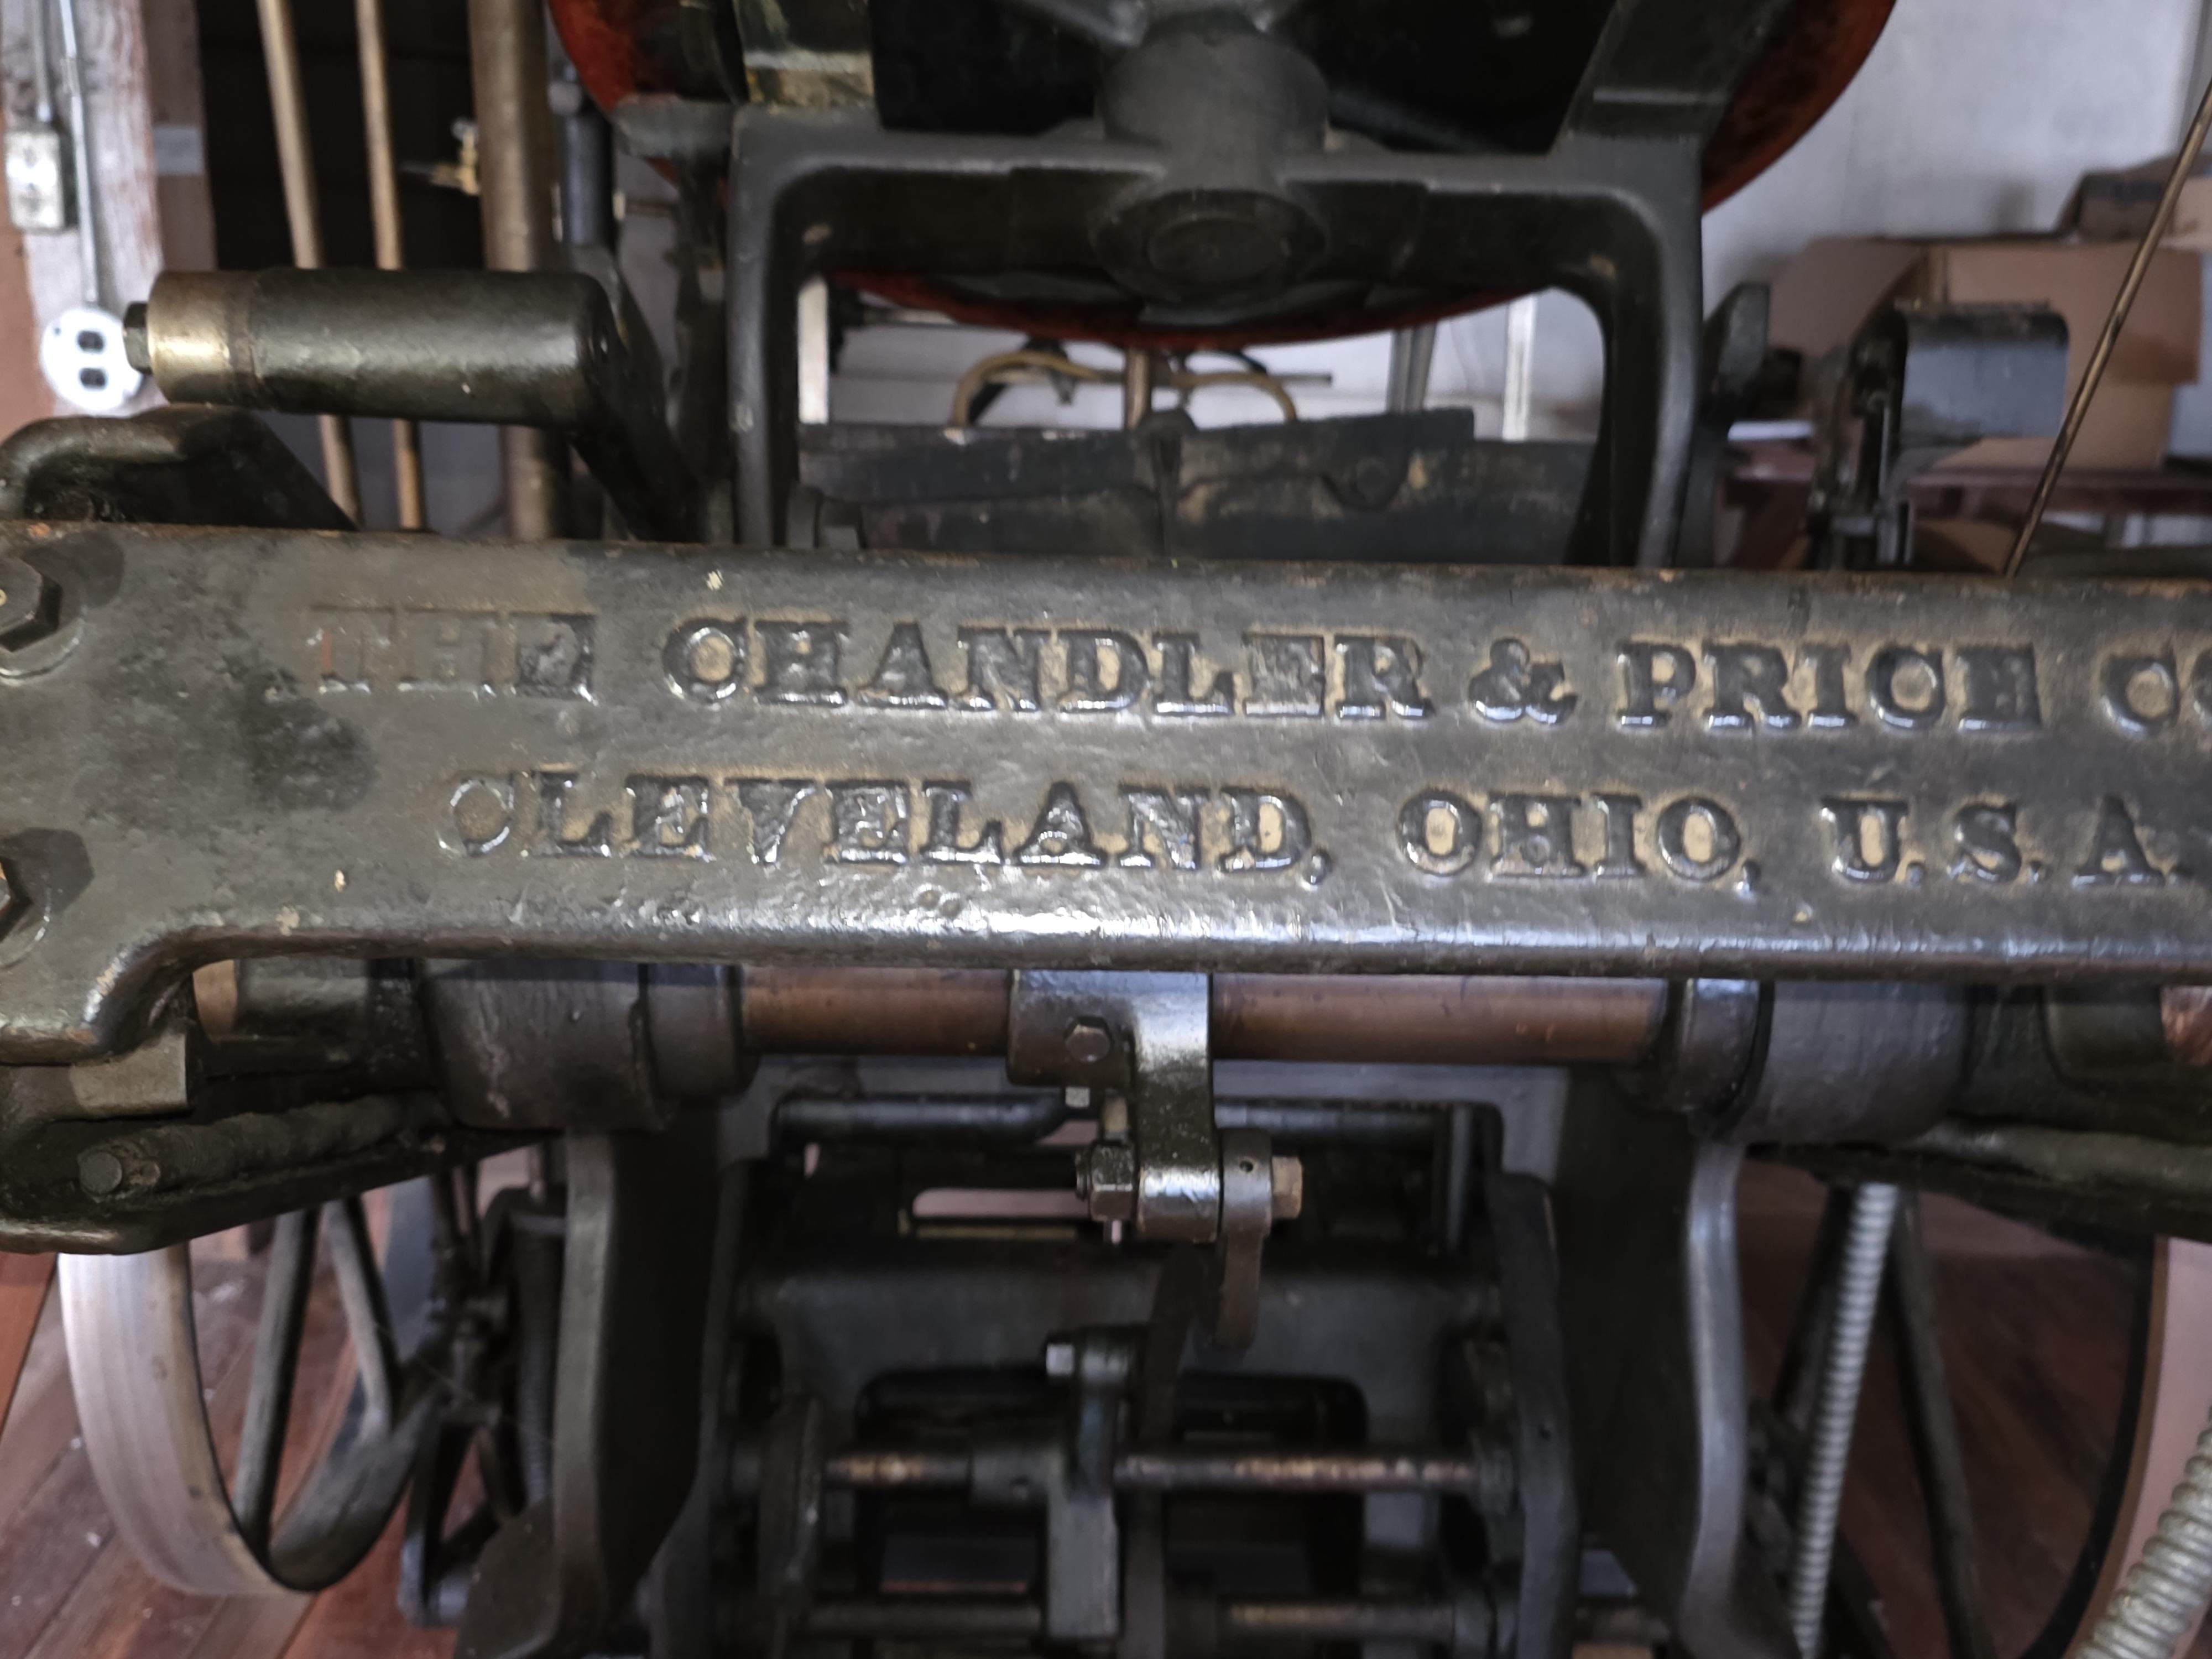 THE CHANDLER & PRICE CO
CLEVELAND, OHIO, U.S.A.